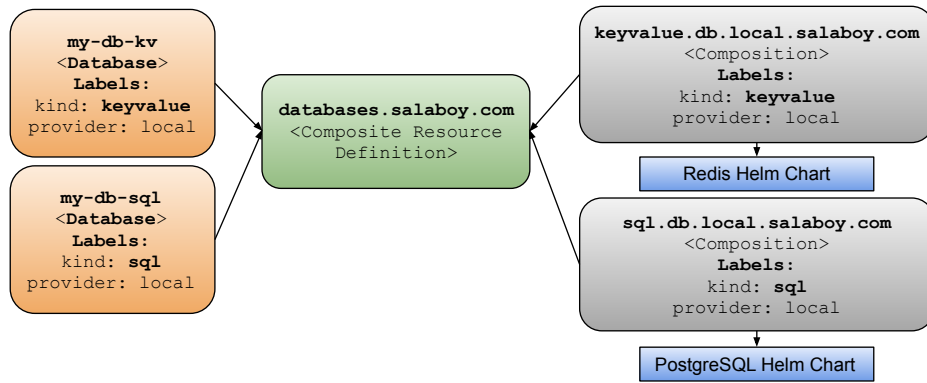 my-db-kv
<Database>
Labels:
kind: keyvalue
provider: local
my-db-sql
<Database>
Labels:
kind: sql
provider: local
databases.salaboy.com
<Composite Resource
Definition>
keyvalue.db.local.salaboy.com
<Composition>
Labels:
kind: keyvalue
provider: local
Redis Helm Chart
sql.db.local.salaboy.com
<Composition>
Labels:
kind: sql
provider: local
PostgreSQL Helm Chart